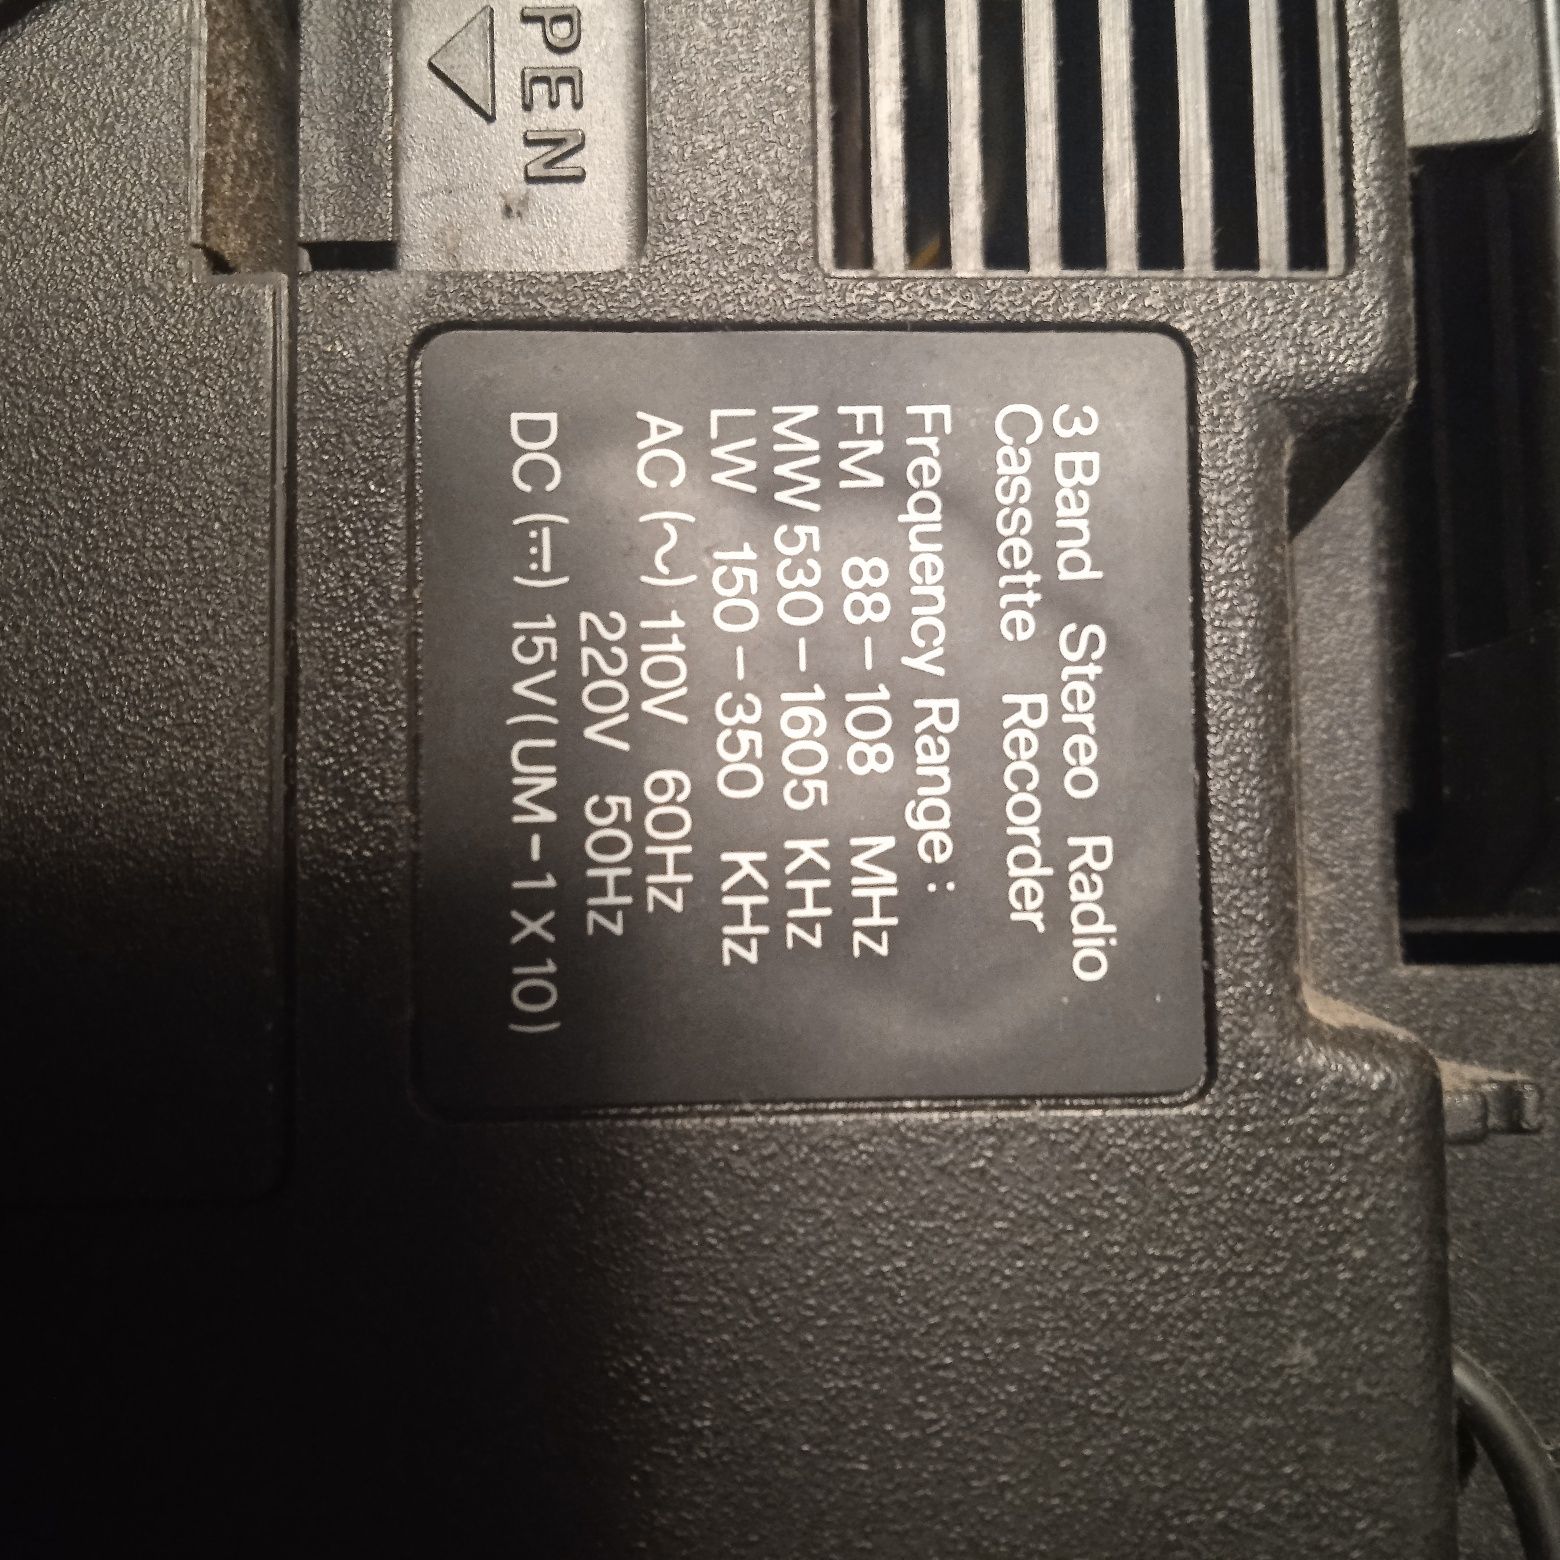 PEN
3 Band Stereo Radio
Cassette Recorder
Frequency Range:
FM 88-108 MHz
MW 530-1605 KHz
LW 150-350 KHz
AC (~) 110V 60Hz
220V 50Hz
DC (⎓) 15V (UM-1 X 10)